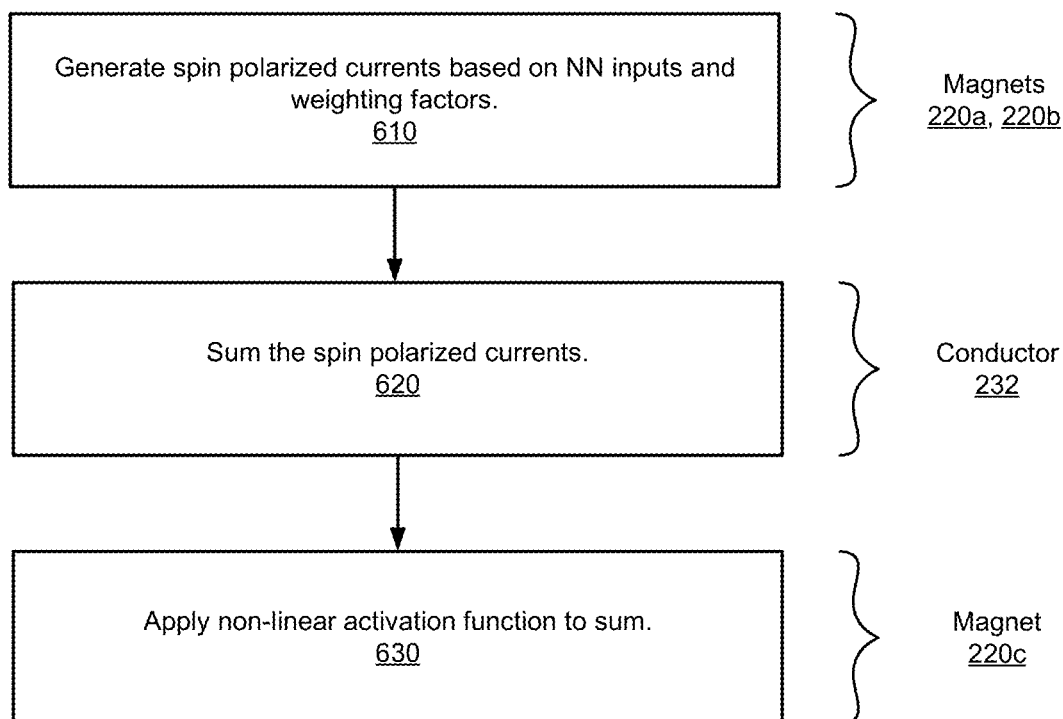 Generate spin polarized currents based on NN inputs and
weighting factors.
610
Magnets
220a, 220b
Sum the spin polarized currents.
620
Conductor
232
Apply non-linear activation function to sum.
630
Magnet
220c